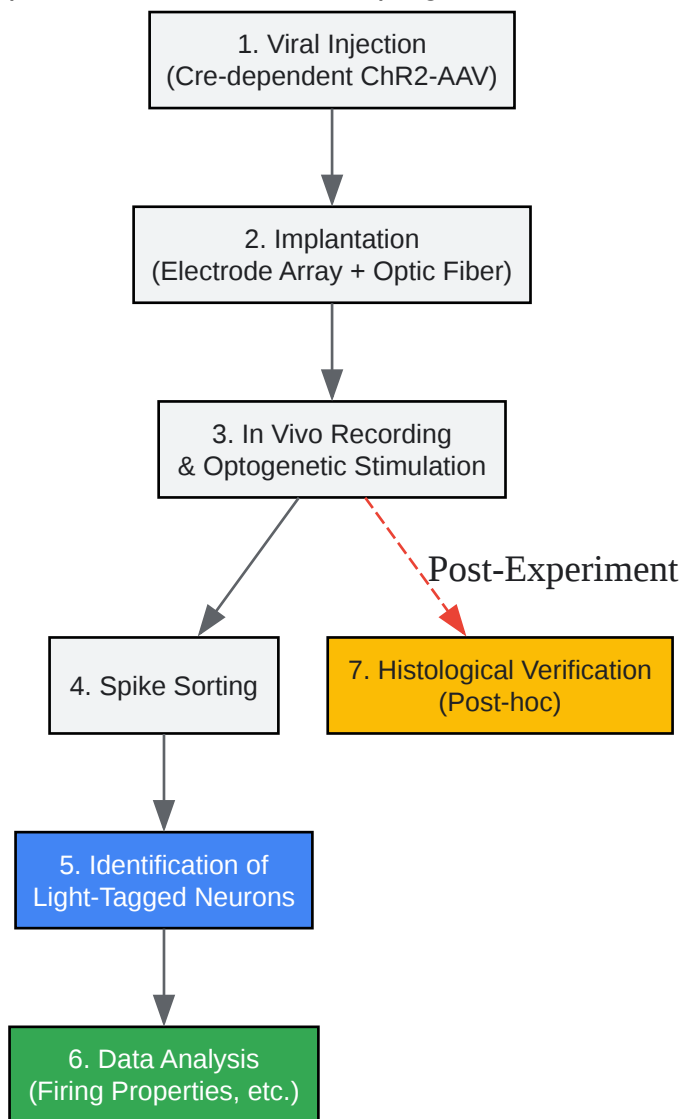 1. Viral Injection
(Cre-dependent ChR2-AAV)
2. Implantation
(Electrode Array + Optic Fiber)
3. In Vivo Recording
& Optogenetic Stimulation
Post-Experiment
4. Spike Sorting
7. Histological Verification
(Post-hoc)
5. Identification of
Light-Tagged Neurons
6. Data Analysis
(Firing Properties, etc.)